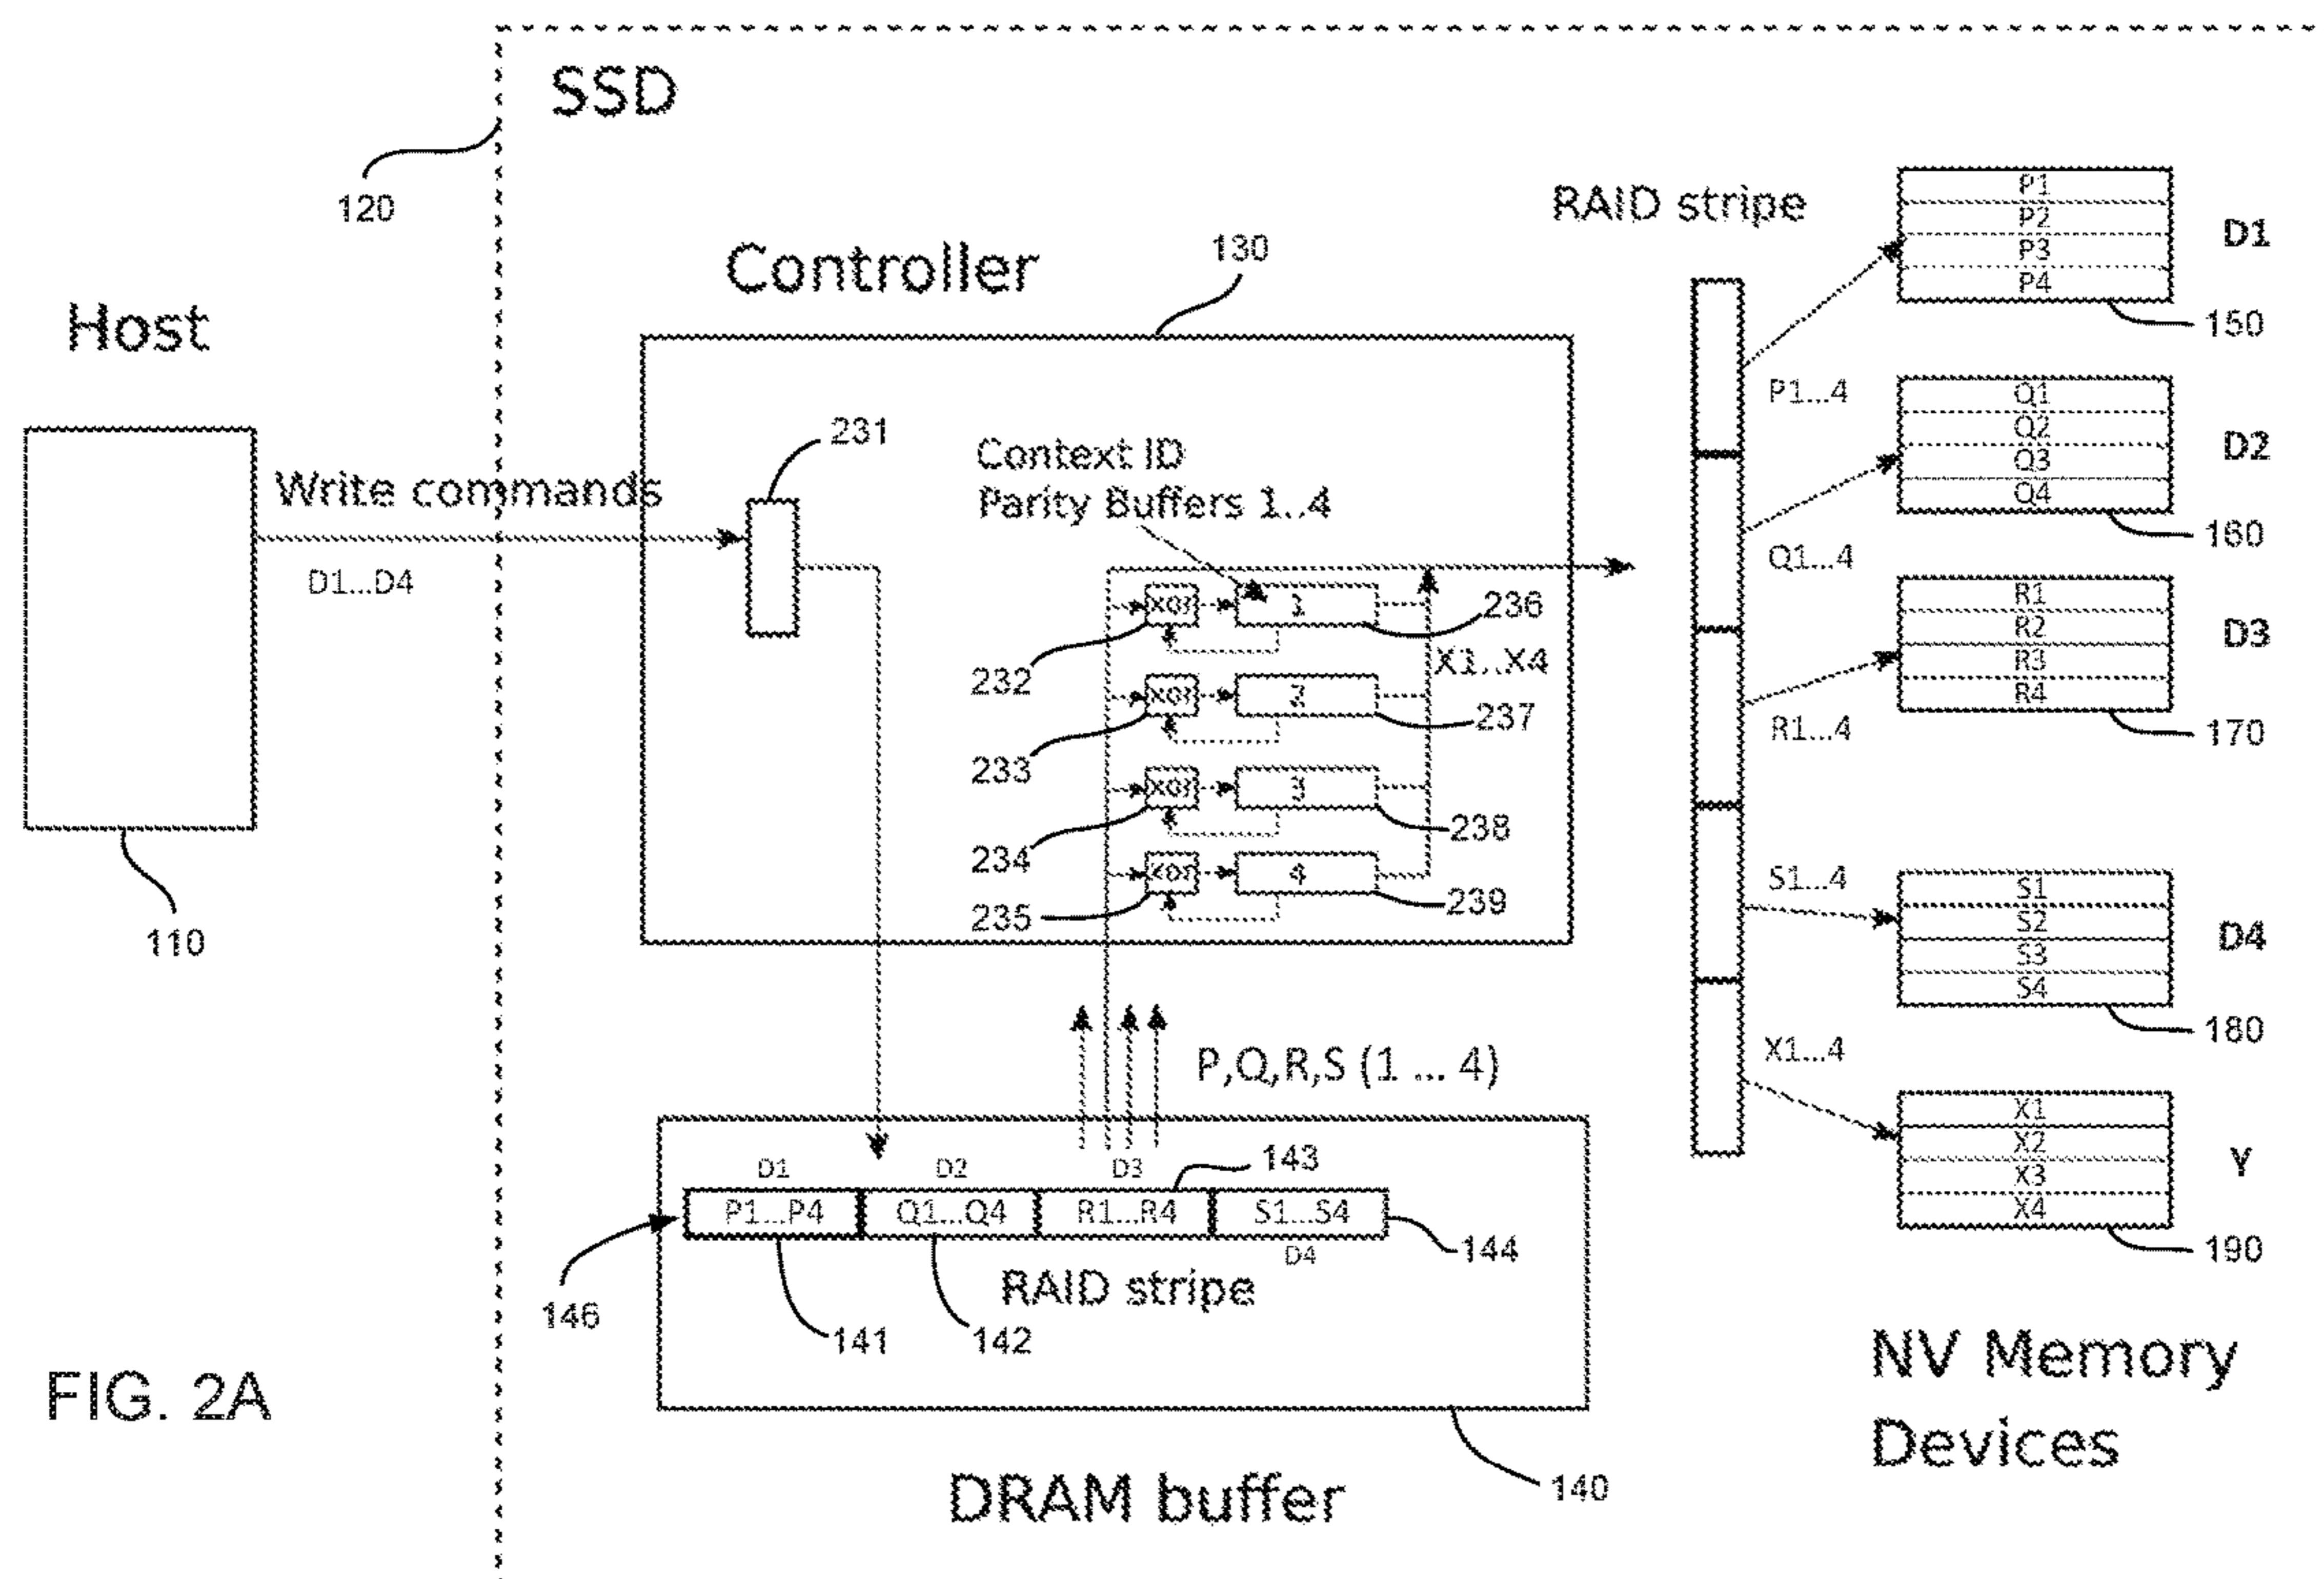 SSD
120
RAID stripe
P1
P2
P3
P4
D1
150
Controller
130
Host
P1...4
Q1
Q2
Q3
Q4
D2
160
231
Context ID
Parity Buffers 1..4
Write commands
D1...D4
Q1...4
xor
1
236
232
X1..X4
R1
R2
R3
R4
D3
170
xor
2
237
233
R1...4
xor
3
238
234
xor
4
239
235
110
S1...4
S1
S2
S3
S4
D4
180
P,Q,R,S (1 ... 4)
X1...4
X1
X2
X3
X4
Y
190
D1
D2
D3
143
P1...P4
Q1...Q4
R1...R4
S1...S4
144
D4
146
RAID stripe
141
142
NV Memory
Devices
FIG. 2A
DRAM buffer
140